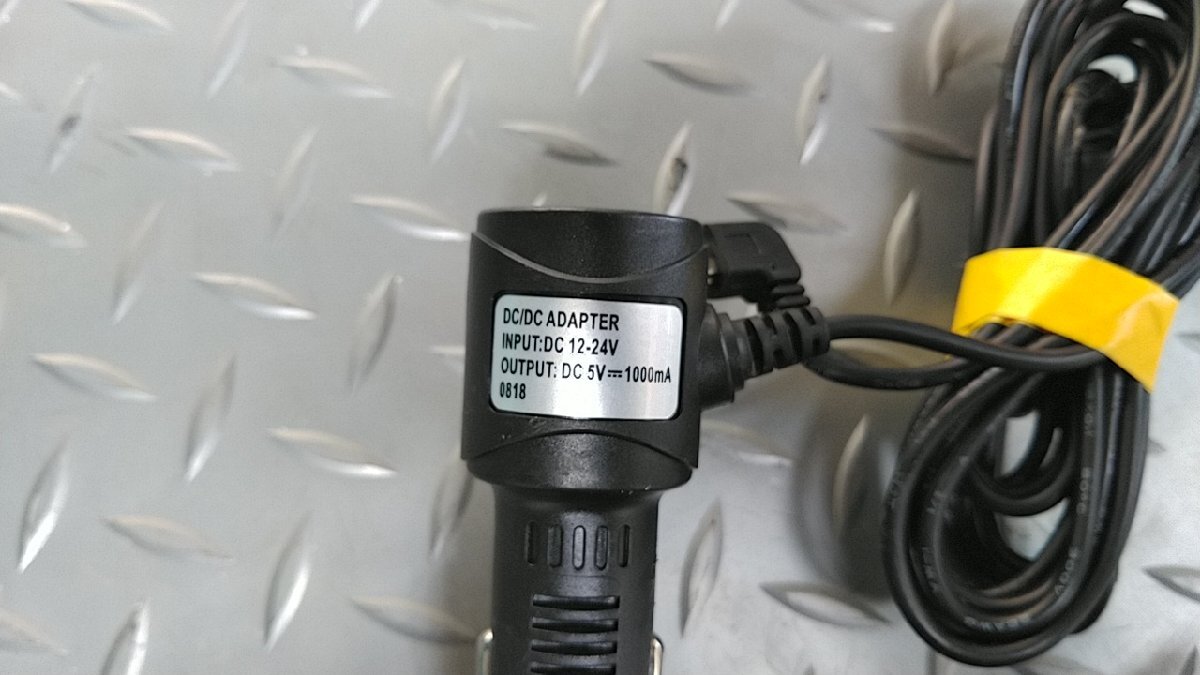 DC/DC ADAPTER
INPUT:DC 12-24V
OUTPUT: DC 5V⎓1000mA
0818